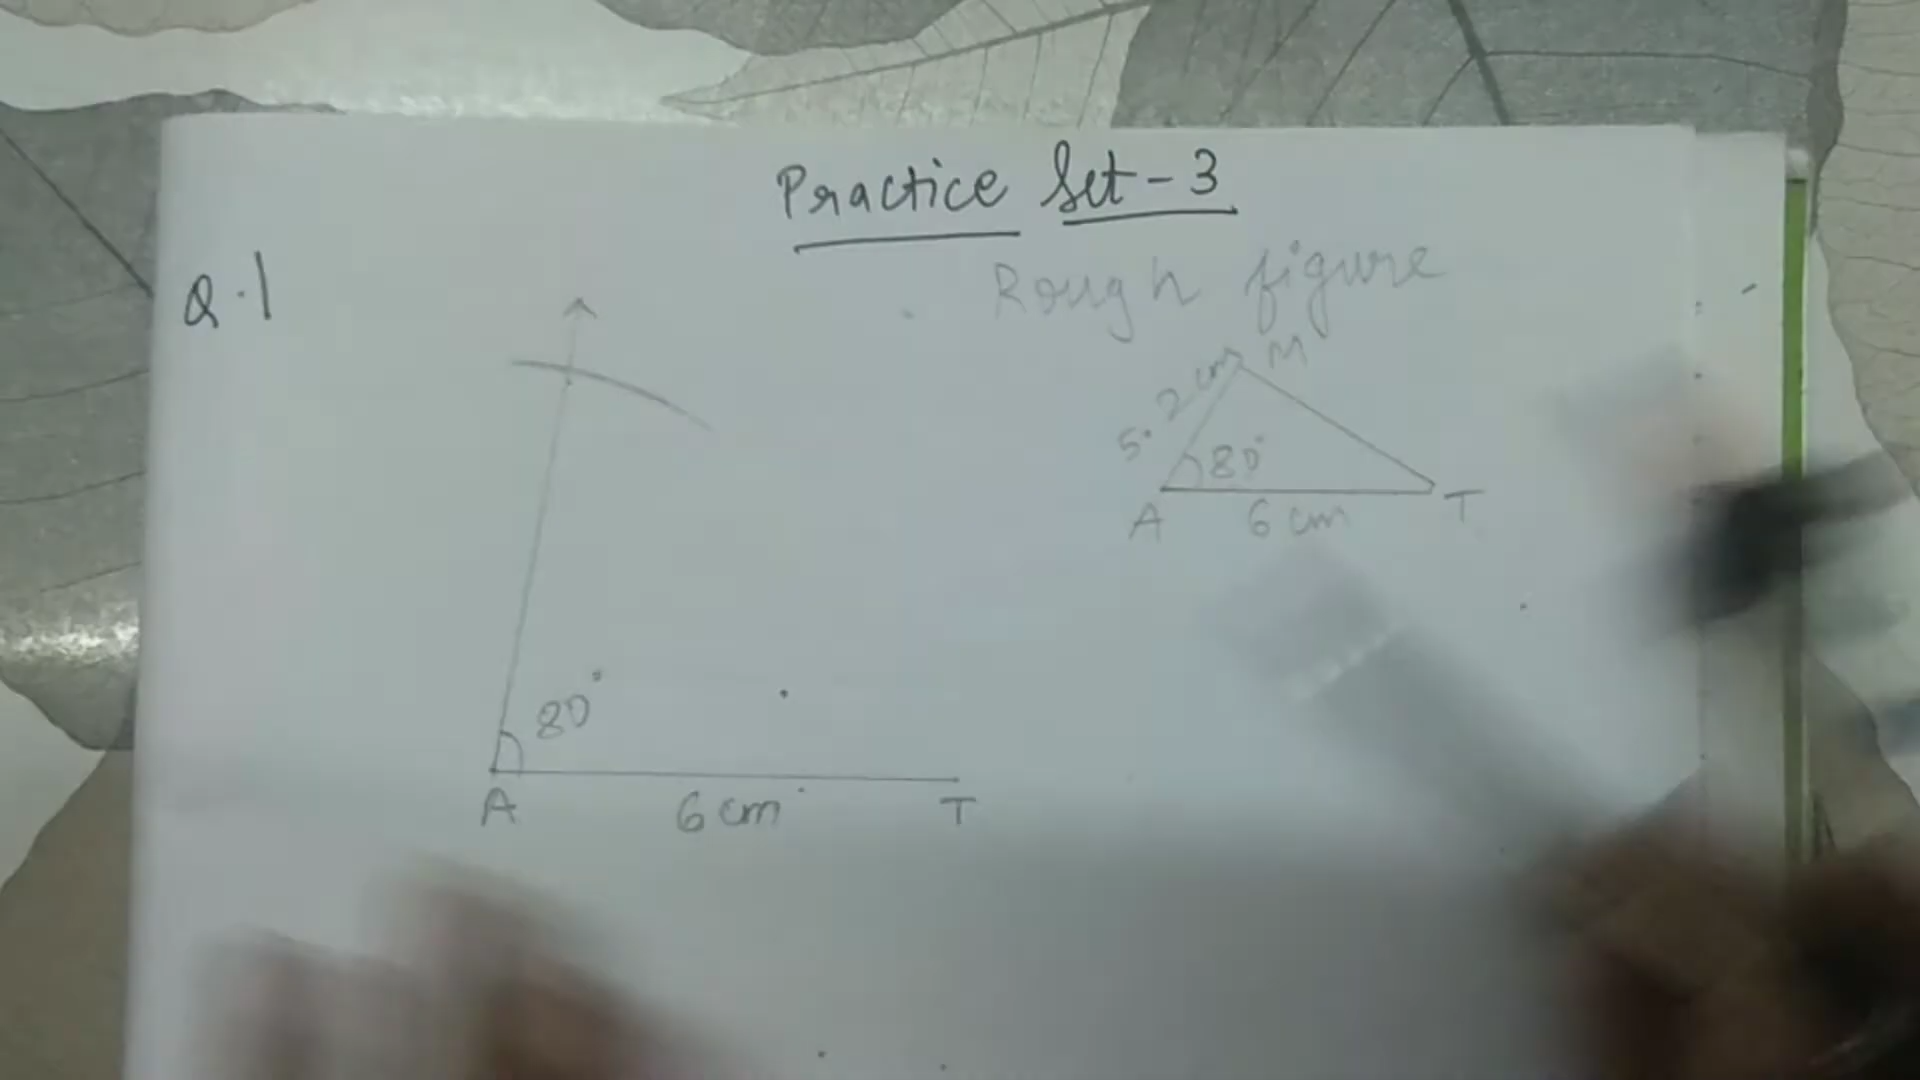 Practice Set-3
Q.1
Rough figure
M
5.2 cm
80°
A 6 cm T
80°
A 6 cm T